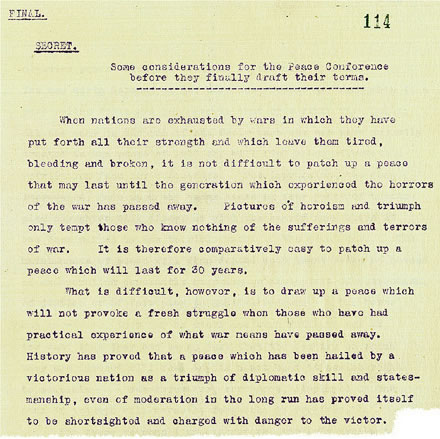 FINAL.
114
SECRET.
Some considerations for the Peace Conference
before they finally draft their terms.
When nations are exhausted by wars in which they have
put forth all their strength and which leave them tired,
bleeding and broken, it is not difficult to patch up a peace
that may last until the generation which experienced the horrors
of the war has passed away. Pictures of heroism and triumph
only tempt those who know nothing of the sufferings and terrors
of war. It is therefore comparatively easy to patch up a
peace which will last for 30 years.
What is difficult, however, is to draw up a peace which
will not provoke a fresh struggle when those who have had
practical experience of what war means have passed away.
History has proved that a peace which has been hailed by a
victorious nation as a triumph of diplomatic skill and states-
manship, even of moderation in the long run has proved itself
to be shortsighted and charged with danger to the victor.